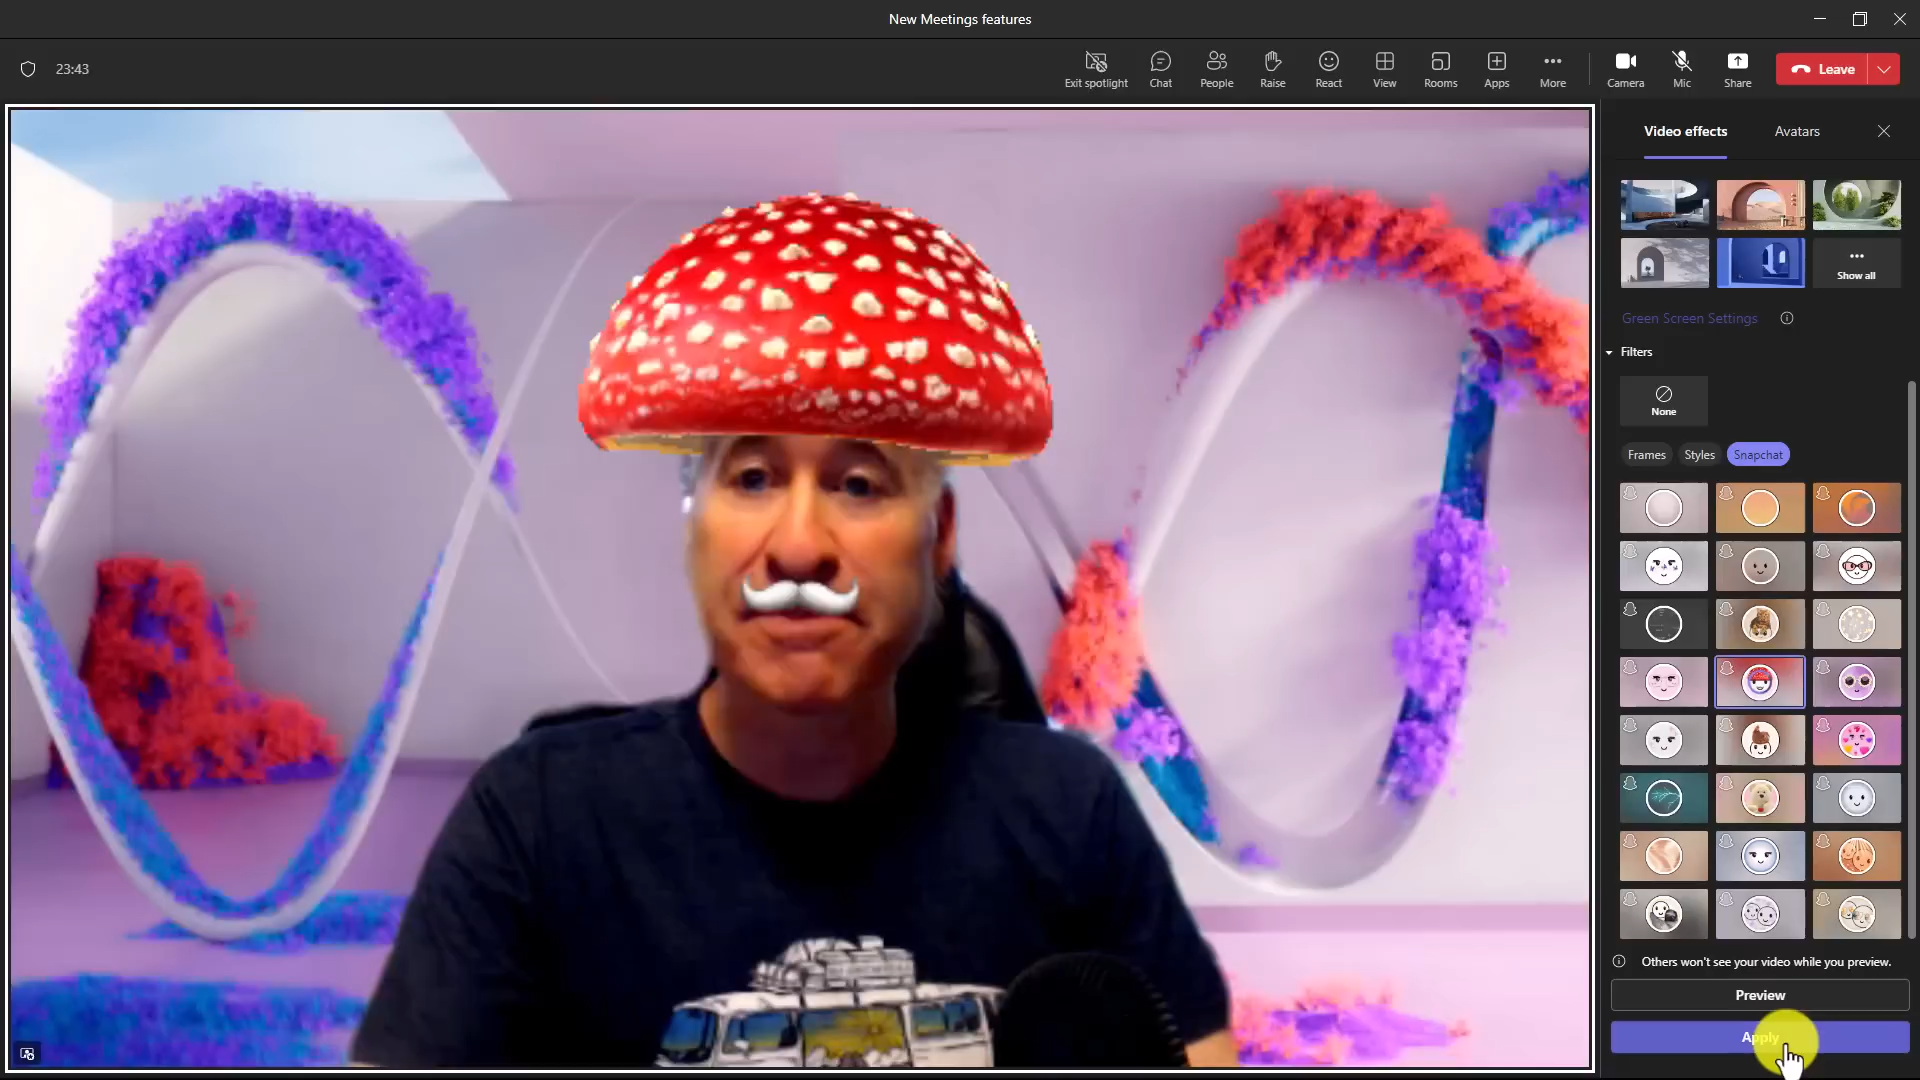 New Meetings features
23:43
Exit spotlight
Chat
People
Raise
React
View
Rooms
Apps
More
Camera
Mic
Share
Leave
Video effects
Avatars
Show all
Green Screen Settings
Filters
None
Frames
Styles
Snapchat
Others won't see your video while you preview.
Preview
Apply